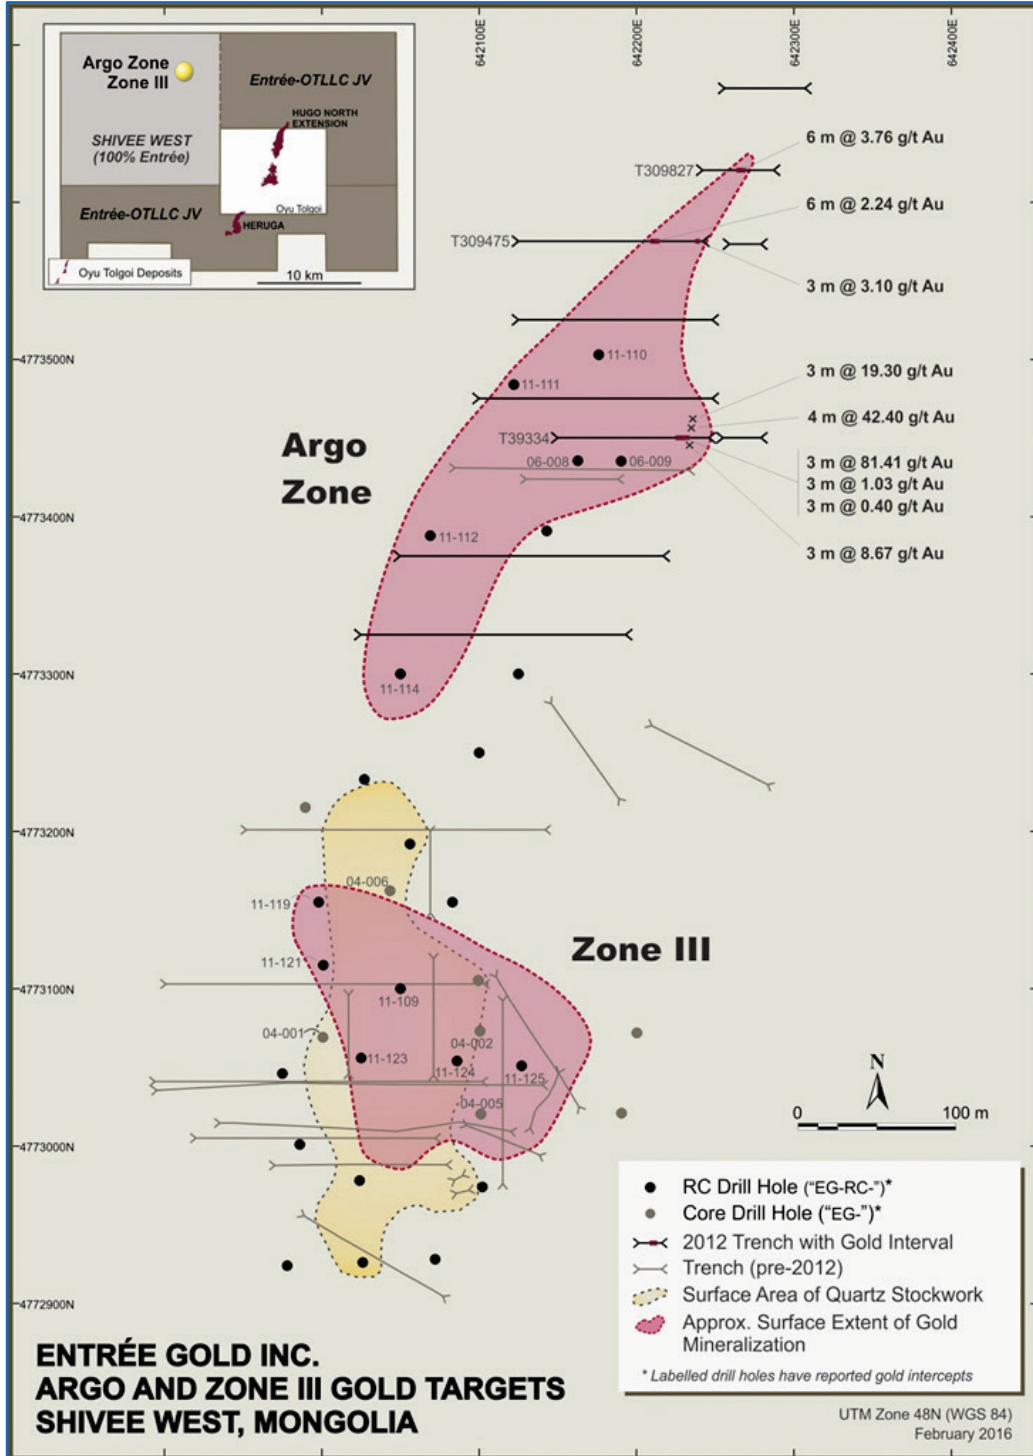 642100E
642200E
642300E
642400E
Argo Zone
Zone III
Entrée-OTLLC JV
HUGO NORTH
EXTENSION
SHIVEE WEST
(100% Entrée)
Oyu Tolgoi
Entrée-OTLLC JV
HERUGA
Oyu Tolgoi Deposits
10 km
6 m @ 3.76 g/t Au
T309827
6 m @ 2.24 g/t Au
T309475
3 m @ 3.10 g/t Au
4773500N
11-110
11-111
3 m @ 19.30 g/t Au
4 m @ 42.40 g/t Au
T39334
Argo
Zone
06-008
06-009
3 m @ 81.41 g/t Au
3 m @ 1.03 g/t Au
3 m @ 0.40 g/t Au
4773400N
11-112
3 m @ 8.67 g/t Au
4773300N
11-114
4773200N
04-006
11-119
Zone III
11-121
4773100N
11-109
04-001
04-002
11-123
11-124
11-125
04-005
N
0
100 m
4773000N
RC Drill Hole ("EG-RC-")*
Core Drill Hole ("EG-")*
2012 Trench with Gold Interval
Trench (pre-2012)
Surface Area of Quartz Stockwork
Approx. Surface Extent of Gold
Mineralization
* Labelled drill holes have reported gold intercepts
4772900N
ENTRÉE GOLD INC.
ARGO AND ZONE III GOLD TARGETS
SHIVEE WEST, MONGOLIA
UTM Zone 48N (WGS 84)
February 2016